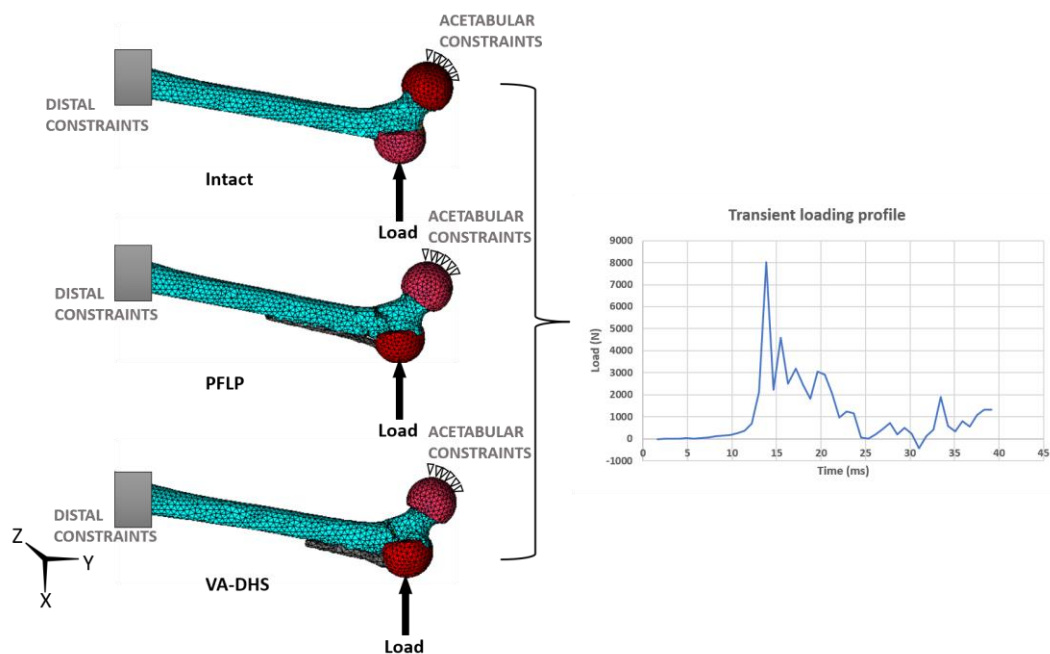 ACETABULAR
CONSTRAINTS
DISTAL
CONSTRAINTS
Intact
Load
ACETABULAR
CONSTRAINTS
DISTAL
CONSTRAINTS
PFLP
Load
ACETABULAR
CONSTRAINTS
DISTAL
CONSTRAINTS
Z
Y
X
VA-DHS
Load
Transient loading profile
9000
8000
7000
6000
5000
4000
3000
2000
1000
0
-1000
Load (N)
0 5 10 15 20 25 30 35 40 45
Time (ms)